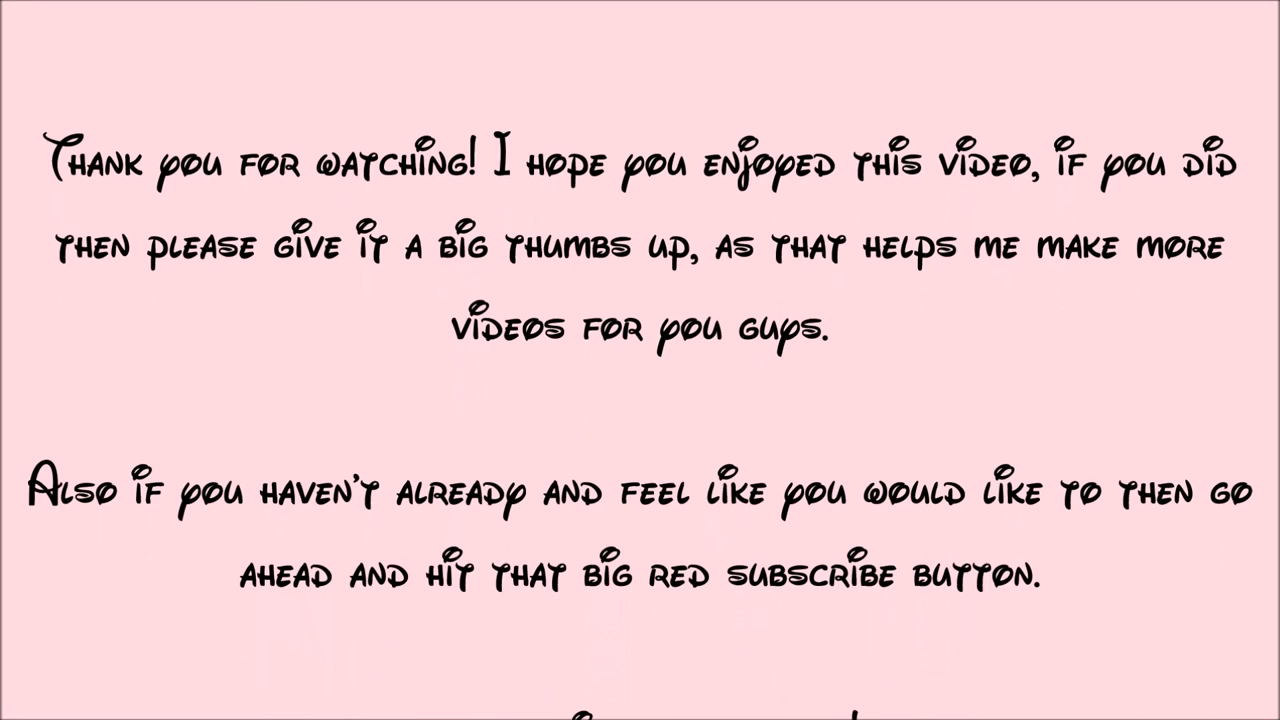 Thank you for watching! I hope you enjoyed this video, if you did
then please give it a big thumbs up, as that helps me make more
videos for you guys.
Also if you haven't already and feel like you would like to then go
ahead and hit that big red subscribe button.